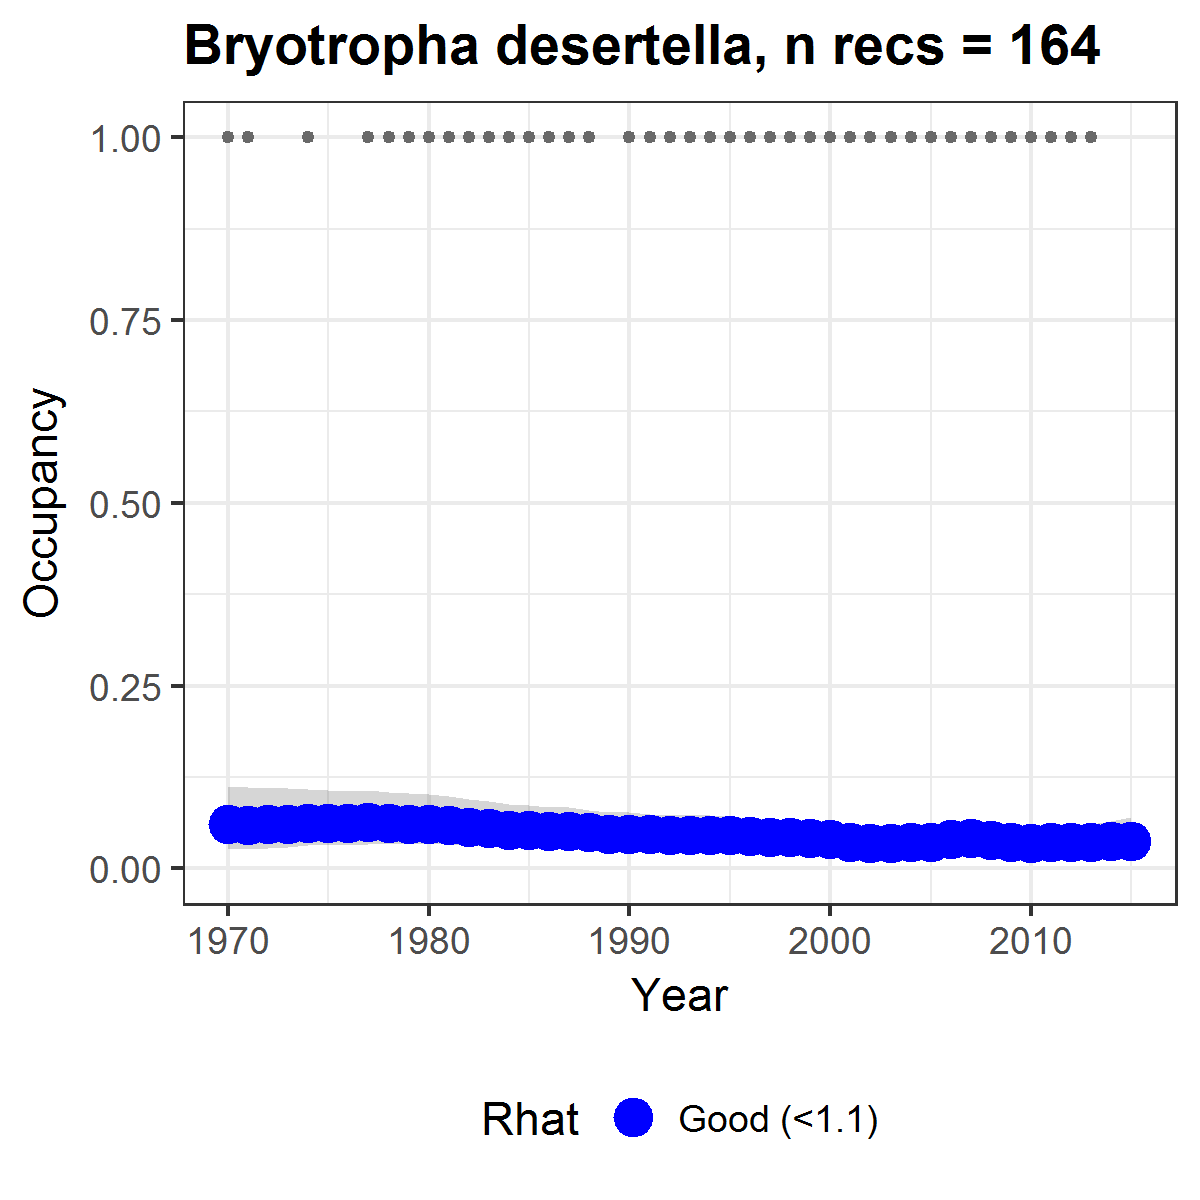 Bryotropha desertella, n recs = 164
1.00
0.75
0.50
0.25
0.00
Occupancy
1970 1980 1990 2000 2010
Year
Rhat Good (<1.1)